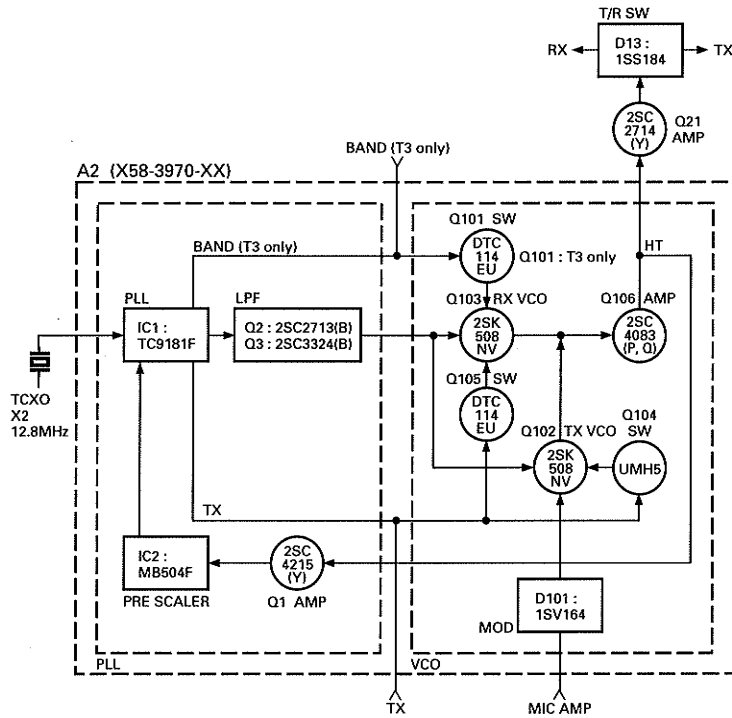 T/R SW
RX
D13 :
1SS184
TX
2SC
2714
(Y)
Q21
AMP
BAND (T3 only)
A2 (X58-3970-XX)
Q101 SW
BAND (T3 only)
DTC
114
EU
Q101 : T3 only
HT
PLL
LPF
Q103 RX VCO
Q106 AMP
IC1 :
TC9181F
Q2 : 2SC2713(B)
Q3 : 2SC3324(B)
2SK
508
NV
2SC
4083
(P, Q)
TCXO
X2
12.8MHz
Q105 SW
DTC
114
EU
Q102 TX VCO
Q104
SW
2SK
508
NV
UMH5
TX
IC2 :
MB504F
2SC
4215
(Y)
PRE SCALER
Q1 AMP
D101 :
1SV164
MOD
PLL
VCO
TX
MIC AMP